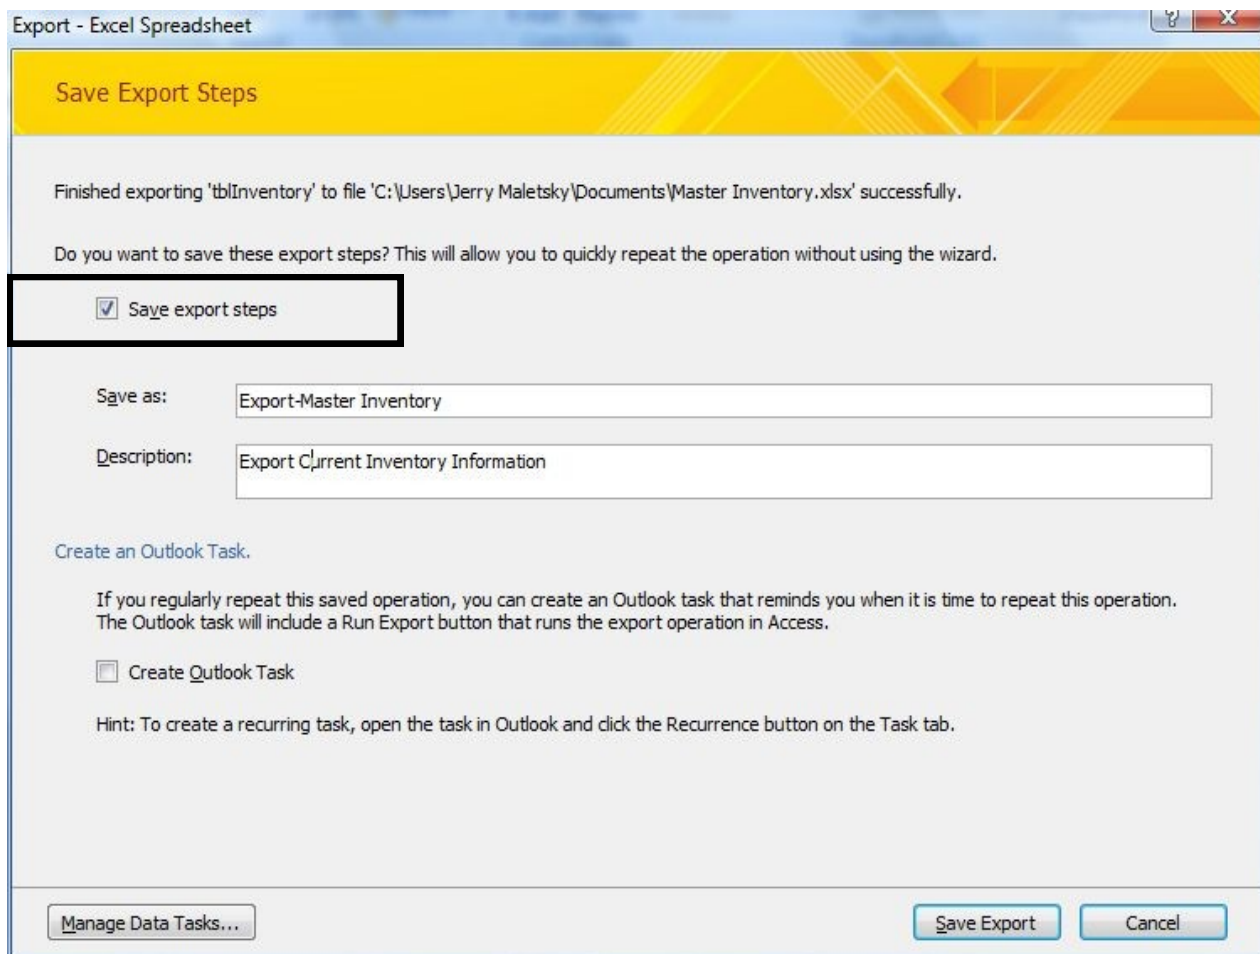 Export - Excel Spreadsheet
Save Export Steps
Finished exporting 'tblInventory' to file 'C:\Users\Jerry Maletsky\Documents\Master Inventory.xlsx' successfully.
Do you want to save these export steps? This will allow you to quickly repeat the operation without using the wizard.
Save export steps
Save as: Export-Master Inventory
Description: Export Current Inventory Information
Create an Outlook Task.
If you regularly repeat this saved operation, you can create an Outlook task that reminds you when it is time to repeat this operation.
The Outlook task will include a Run Export button that runs the export operation in Access.
Create Outlook Task
Hint: To create a recurring task, open the task in Outlook and click the Recurrence button on the Task tab.
Manage Data Tasks... Save Export Cancel